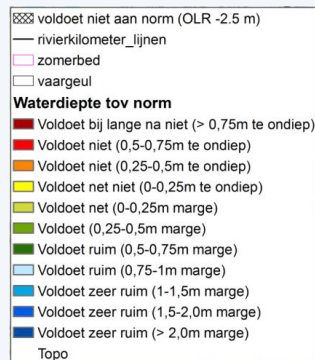 voldoet niet aan norm (OLR -2.5 m)
rivierkilometer_lijnen
zomerbed
vaargeul
Waterdiepte tov norm
Voldoet bij lange na niet (> 0,75m te ondiep)
Voldoet niet (0,5-0,75m te ondiep)
Voldoet niet (0,25-0,5m te ondiep)
Voldoet net niet (0-0,25m te ondiep)
Voldoet net (0-0,25m marge)
Voldoet (0,25-0,5m marge)
Voldoet ruim (0,5-0,75m marge)
Voldoet ruim (0,75-1m marge)
Voldoet zeer ruim (1-1,5m marge)
Voldoet zeer ruim (1,5-2,0m marge)
Voldoet zeer ruim (> 2,0m marge)
Topo